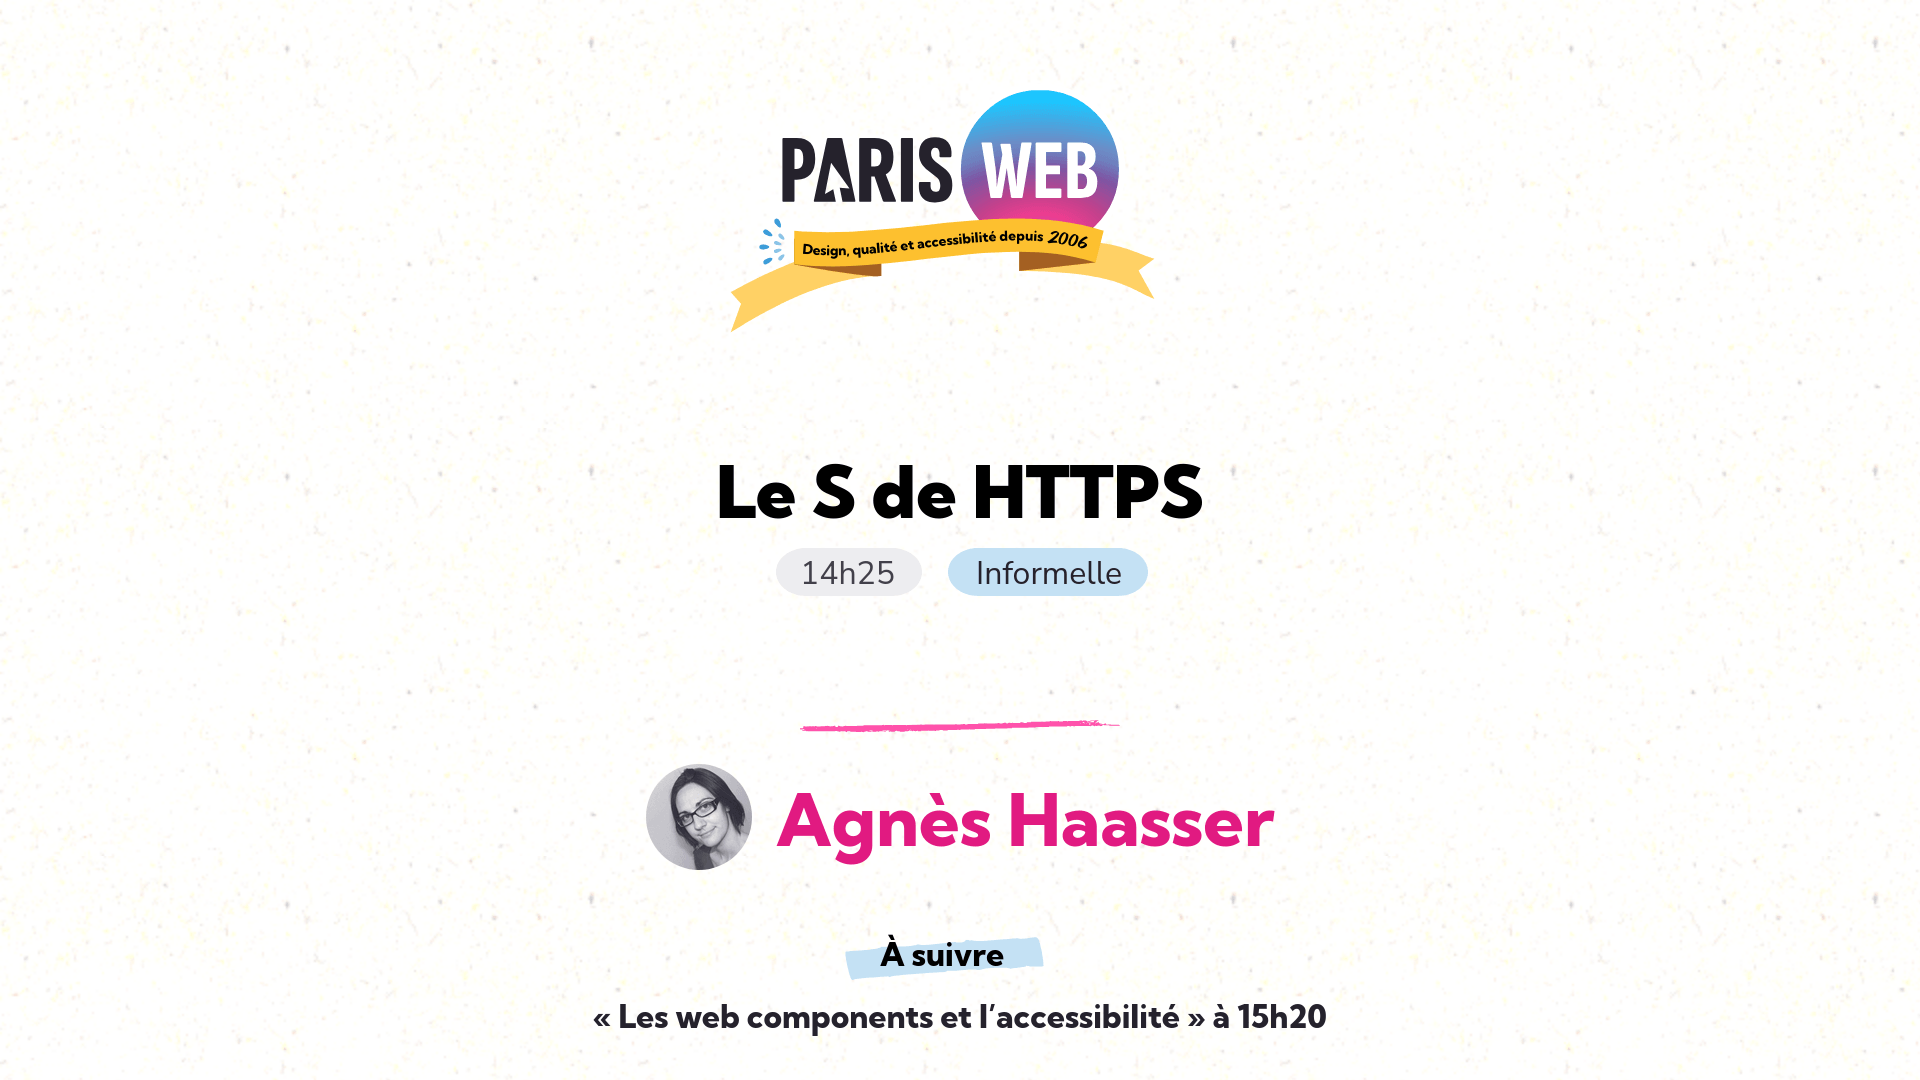 PARIS WEB
Design, qualité et accessibilité depuis 2006
Le S de HTTPS
14h25 Informelle
Agnès Haasser
À suivre
« Les web components et l’accessibilité » à 15h20